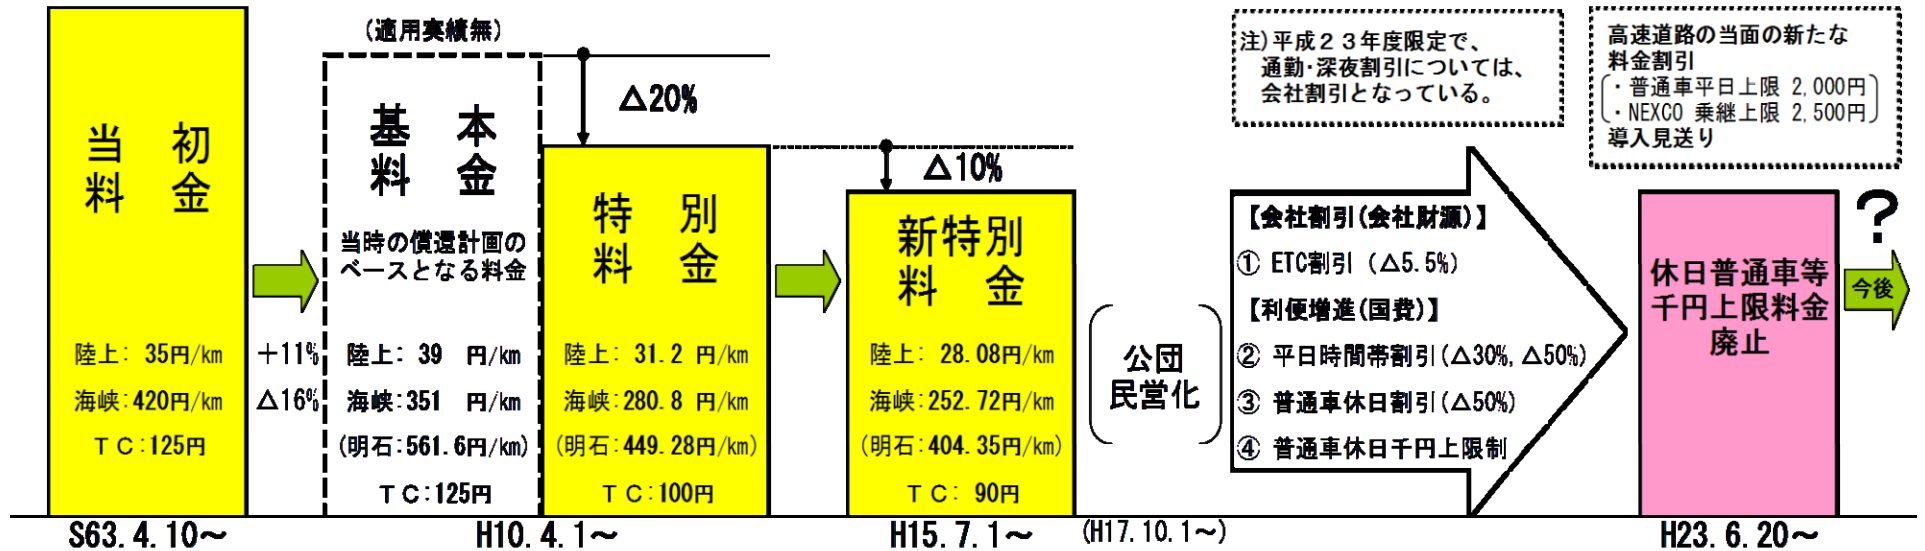 当初
料金
陸上: 35円/km
海峡:420円/km
TC:125円
S63.4.10～
+11%
△16%
(適用実績無)
基本
料金
当時の償還計画の
ベースとなる料金
陸上: 39 円/km
海峡:351 円/km
(明石:561.6円/km)
TC:125円
H10.4.1～
△20%
特別
料金
陸上: 31.2 円/km
海峡:280.8 円/km
(明石:449.28円/km)
TC:100円
△10%
新特別
料金
陸上: 28.08円/km
海峡:252.72円/km
(明石:404.35円/km)
TC: 90円
H15.7.1～
公団
民営化
(H17.10.1～)
注)平成23年度限定で、
通勤・深夜割引については、
会社割引となっている。
【会社割引(会社財源)】
① ETC割引 (△5.5%)
【利便増進(国費)】
② 平日時間帯割引(△30%, △50%)
③ 普通車休日割引(△50%)
④ 普通車休日千円上限制
高速道路の当面の新たな
料金割引
・普通車平日上限 2,000円
・NEXCO 乗継上限 2,500円
導入見送り
休日普通車等
千円上限料金
廃止
H23.6.20～
?
今後